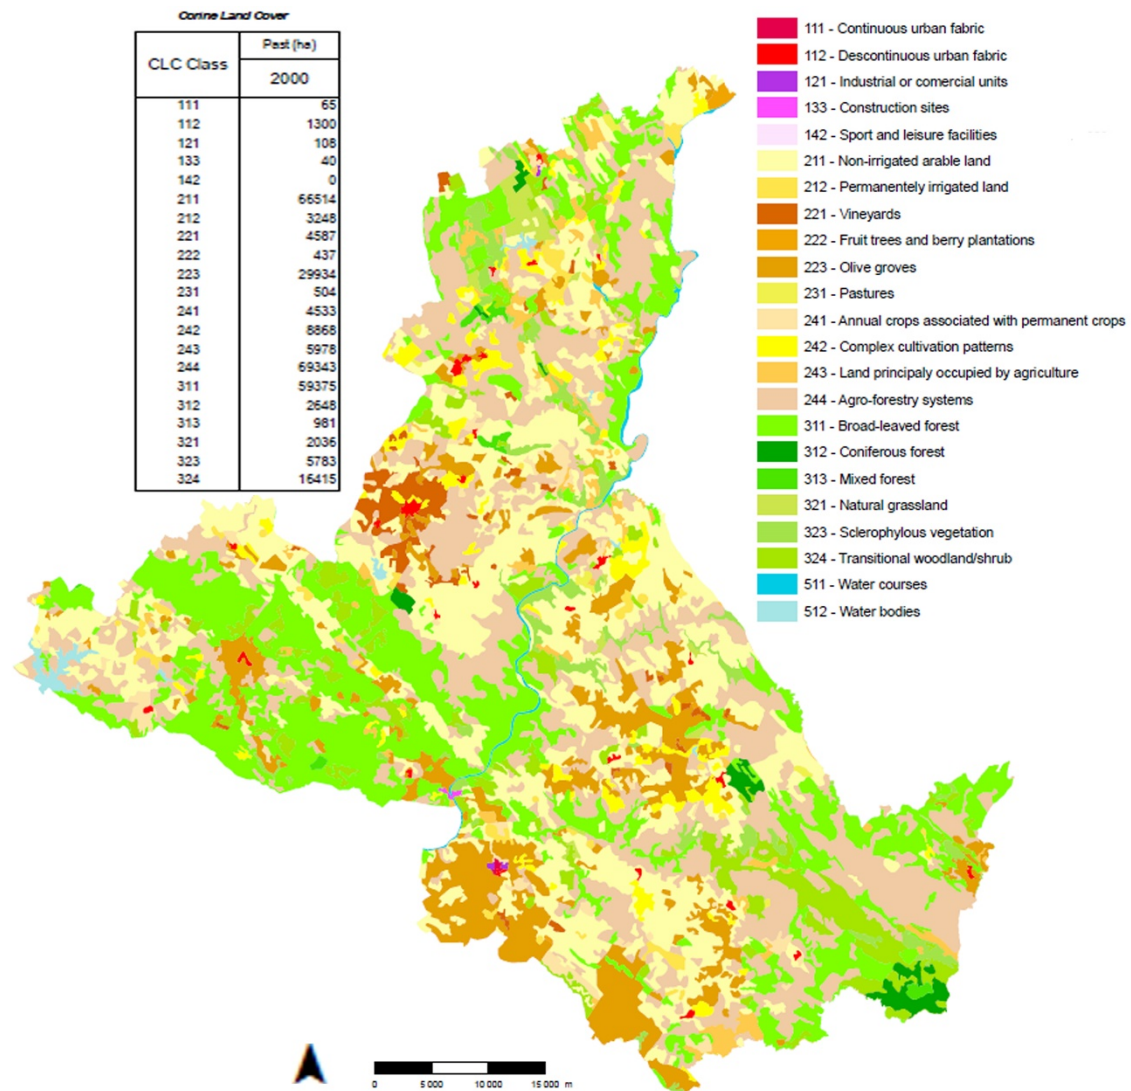 Corine Land Cover
CLC Class Past (ha)
2000
111 65
112 1300
121 108
133 40
142 0
211 66514
212 3248
221 4587
222 437
223 29934
231 504
241 4533
242 8868
243 5978
244 69343
311 59375
312 2648
313 981
321 2036
323 5783
324 16415
111 - Continuous urban fabric
112 - Descontinuous urban fabric
121 - Industrial or comercial units
133 - Construction sites
142 - Sport and leisure facilities
211 - Non-irrigated arable land
212 - Permanentely irrigated land
221 - Vineyards
222 - Fruit trees and berry plantations
223 - Olive groves
231 - Pastures
241 - Annual crops associated with permanent crops
242 - Complex cultivation patterns
243 - Land principaly occupied by agriculture
244 - Agro-forestry systems
311 - Broad-leaved forest
312 - Coniferous forest
313 - Mixed forest
321 - Natural grassland
323 - Sclerophylous vegetation
324 - Transitional woodland/shrub
511 - Water courses
512 - Water bodies
0 5 000 10 000 15 000 m